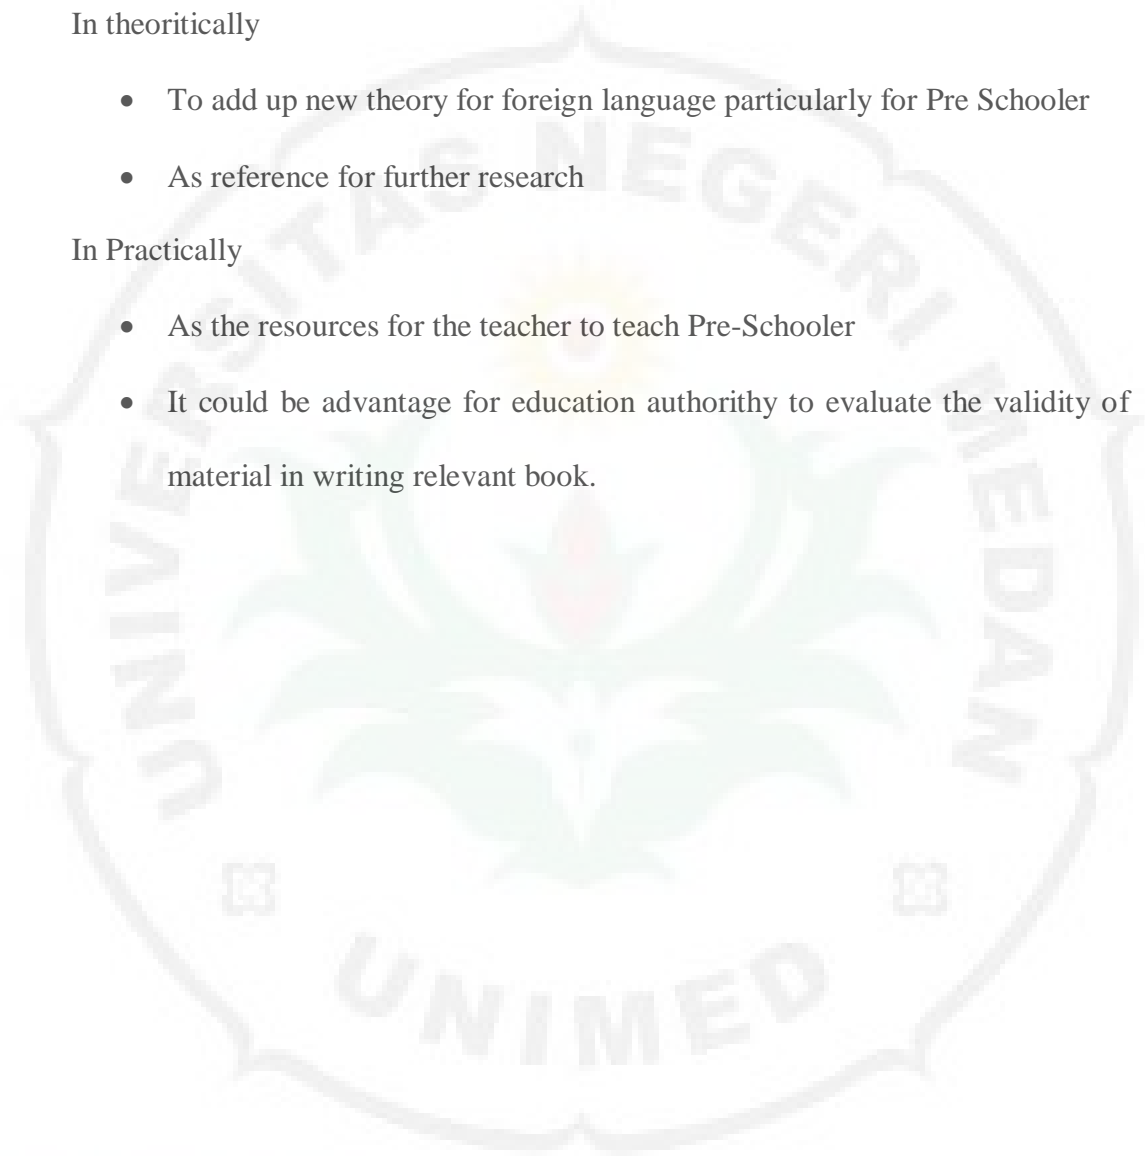 In theoritically
• To add up new theory for foreign language particularly for Pre Schooler
• As reference for further research
In Practically
• As the resources for the teacher to teach Pre-Schooler
• It could be advantage for education authorithy to evaluate the validity of
material in writing relevant book.
UNIVERSITAS NEGERI MEDAN
UNIMED